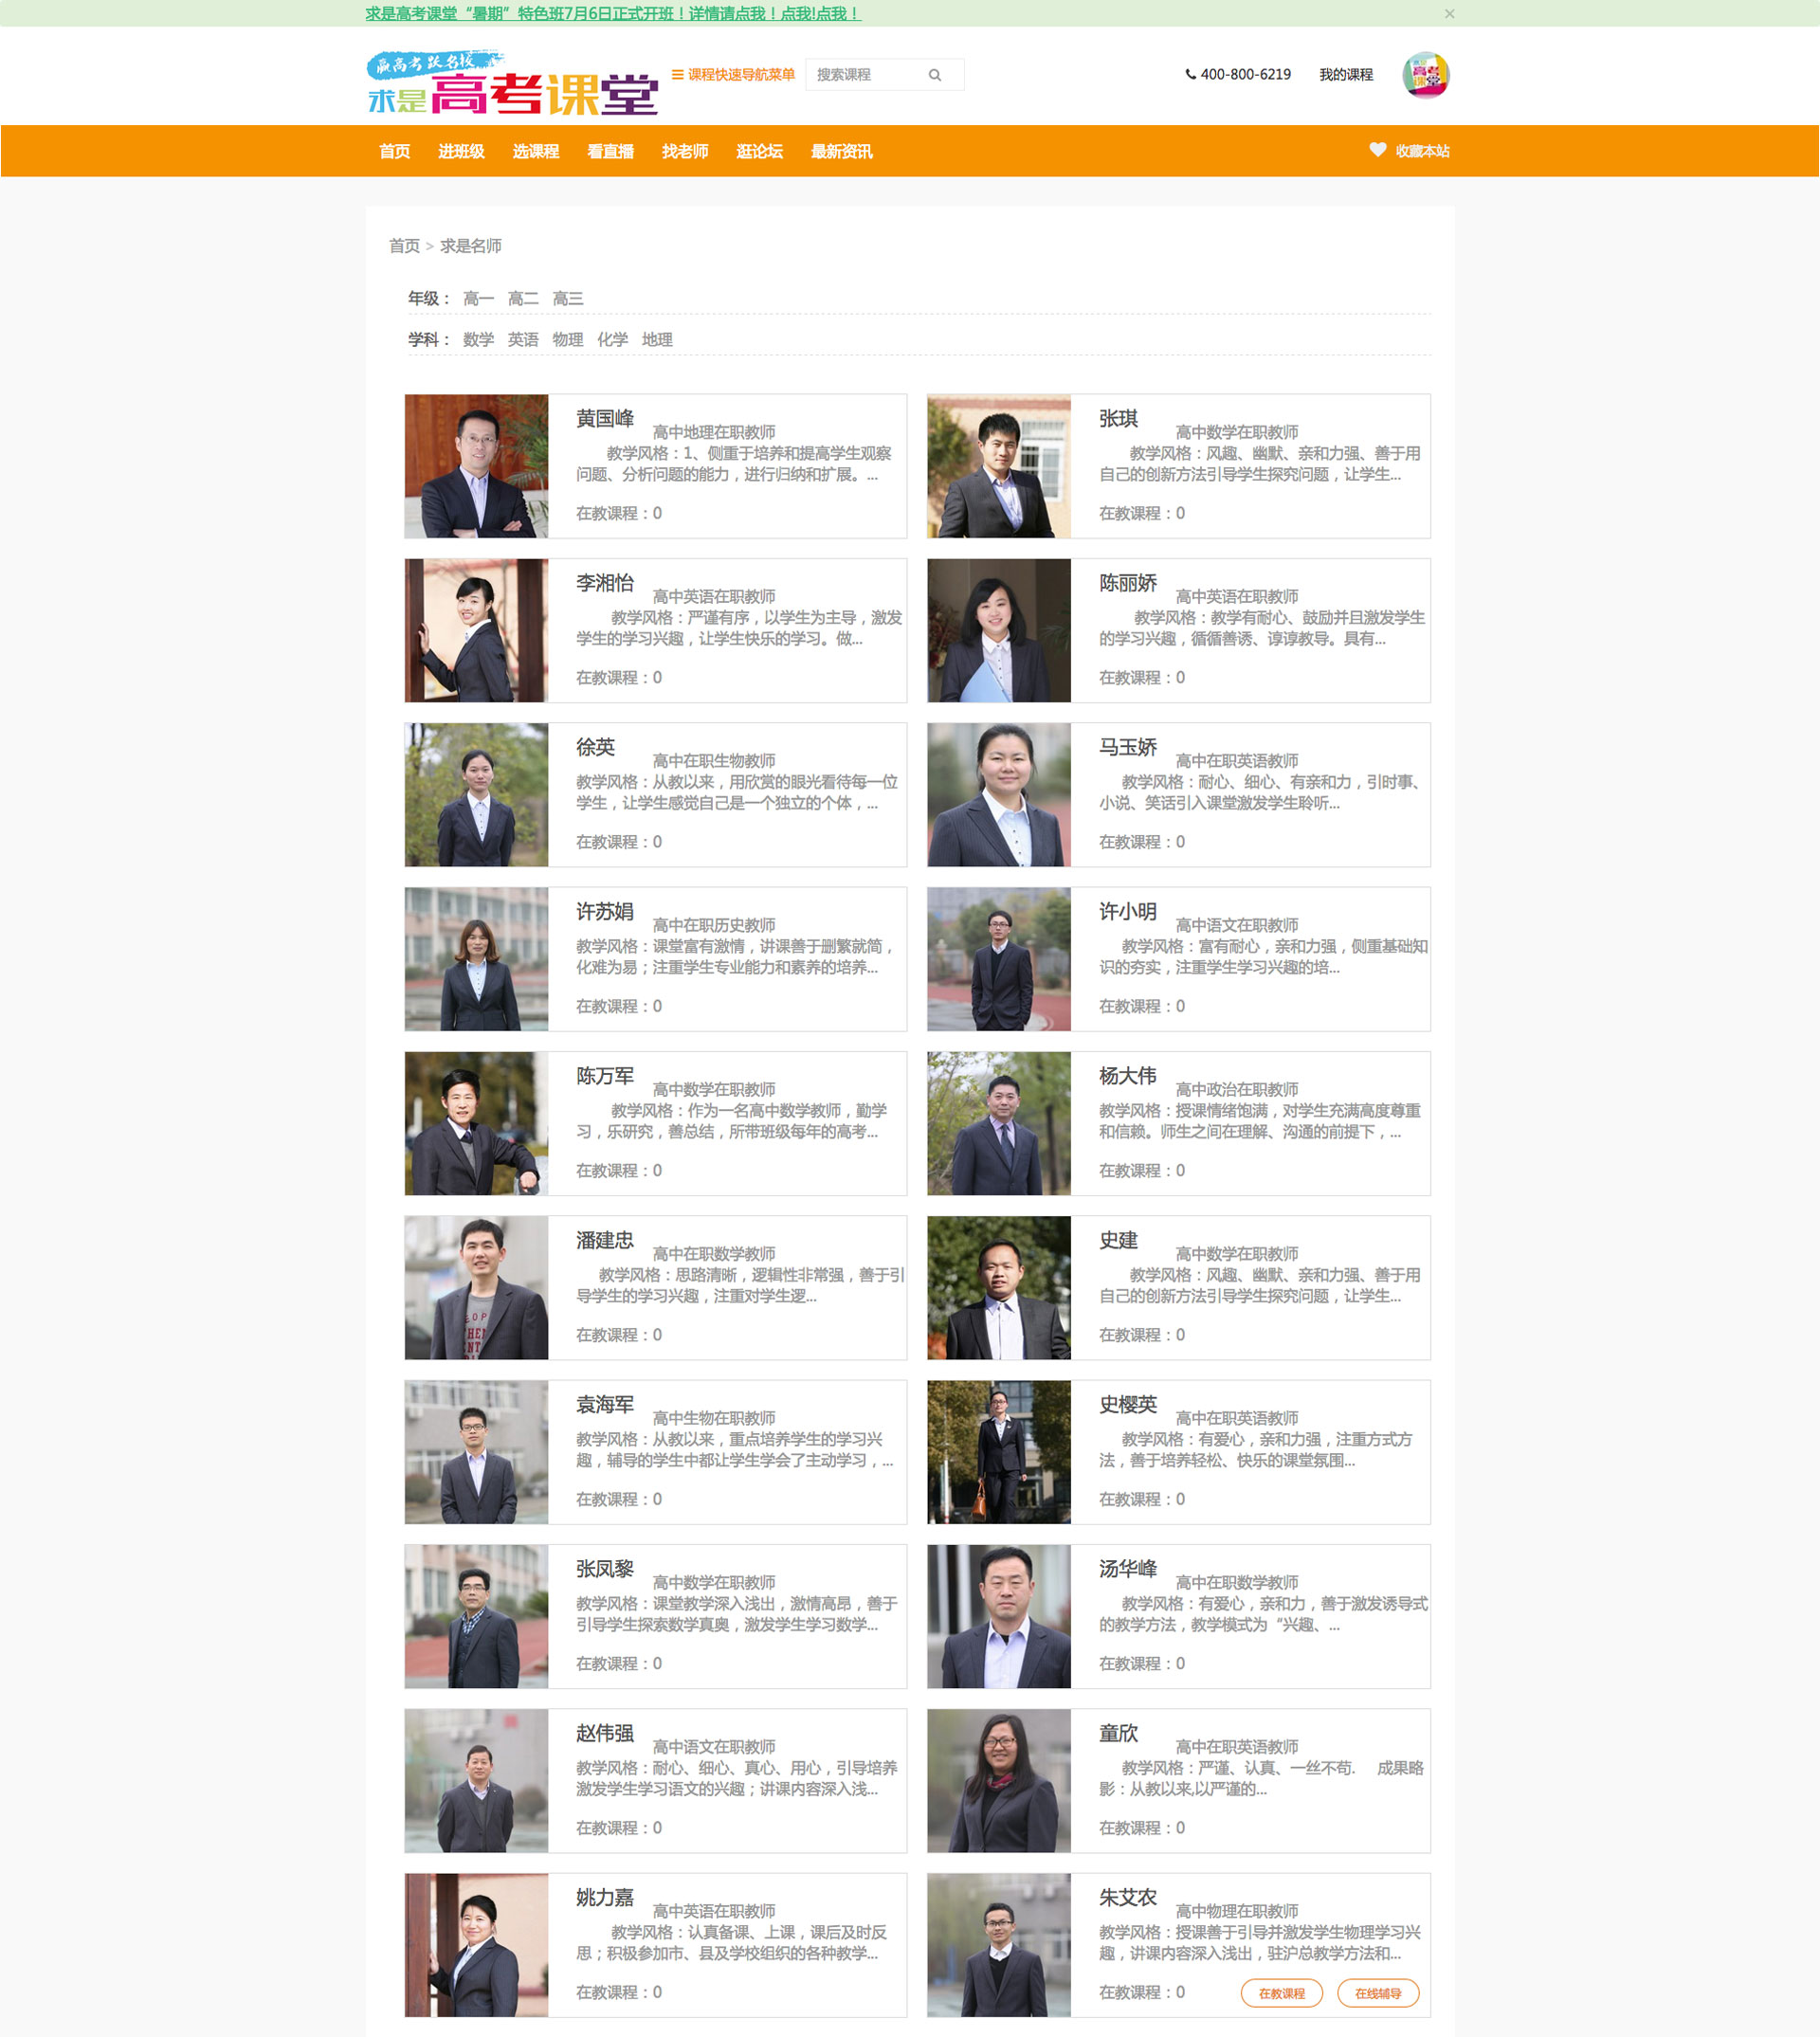 求是高考课堂“暑期”特色班7月6日正式开班！详情请点我！点我!点我！
×
赢高考 跃名校
求是高考课堂
课程快速导航菜单
搜索课程
400-800-6219
我的课程
首页 进班级 选课程 看直播 找老师 逛论坛 最新资讯
收藏本站
首页 > 求是名师
年级： 高一 高二 高三
学科： 数学 英语 物理 化学 地理
黄国峰
高中地理在职教师
教学风格：1、侧重于培养和提高学生观察
问题、分析问题的能力，进行归纳和扩展。...
在教课程：0
张琪
高中数学在职教师
教学风格：风趣、幽默、亲和力强、善于用
自己的创新方法引导学生探究问题，让学生...
在教课程：0
李湘怡
高中英语在职教师
教学风格：严谨有序，以学生为主导，激发
学生的学习兴趣，让学生快乐的学习。做...
在教课程：0
陈丽娇
高中英语在职教师
教学风格：教学有耐心、鼓励并且激发学生
的学习兴趣，循循善诱、谆谆教导。具有...
在教课程：0
徐英
高中在职生物教师
教学风格：从教以来，用欣赏的眼光看待每一位
学生，让学生感觉自己是一个独立的个体，...
在教课程：0
马玉娇
高中在职英语教师
教学风格：耐心、细心、有亲和力，引时事、
小说、笑话引入课堂激发学生聆听...
在教课程：0
许苏娟
高中在职历史教师
教学风格：课堂富有激情，讲课善于删繁就简，
化难为易；注重学生专业能力和素养的培养...
在教课程：0
许小明
高中语文在职教师
教学风格：富有耐心，亲和力强，侧重基础知
识的夯实，注重学生学习兴趣的培...
在教课程：0
陈万军
高中数学在职教师
教学风格：作为一名高中数学教师，勤学
习，乐研究，善总结，所带班级每年的高考...
在教课程：0
杨大伟
高中政治在职教师
教学风格：授课情绪饱满，对学生充满高度尊重
和信赖。师生之间在理解、沟通的前提下，...
在教课程：0
潘建忠
高中在职数学教师
教学风格：思路清晰，逻辑性非常强，善于引
导学生的学习兴趣，注重对学生逻...
在教课程：0
史建
高中数学在职教师
教学风格：风趣、幽默、亲和力强、善于用
自己的创新方法引导学生探究问题，让学生...
在教课程：0
袁海军
高中生物在职教师
教学风格：从教以来，重点培养学生的学习兴
趣，辅导的学生中都让学生学会了主动学习，...
在教课程：0
史樱英
高中在职英语教师
教学风格：有爱心，亲和力强，注重方式方
法，善于培养轻松、快乐的课堂氛围...
在教课程：0
张凤黎
高中数学在职教师
教学风格：课堂教学深入浅出，激情高昂，善于
引导学生探索数学真奥，激发学生学习数学...
在教课程：0
汤华峰
高中在职数学教师
教学风格：有爱心，亲和力，善于激发诱导式
的教学方法，教学模式为“兴趣、...
在教课程：0
赵伟强
高中语文在职教师
教学风格：耐心、细心、真心、用心，引导培养
激发学生学习语文的兴趣；讲课内容深入浅...
在教课程：0
童欣
高中在职英语教师
教学风格：严谨、认真、一丝不苟. 成果略
影：从教以来,以严谨的...
在教课程：0
姚力嘉
高中英语在职教师
教学风格：认真备课、上课，课后及时反
思；积极参加市、县及学校组织的各种教学...
在教课程：0
朱艾农
高中物理在职教师
教学风格：授课善于引导并激发学生物理学习兴
趣，讲课内容深入浅出，驻沪总教学方法和...
在教课程：0
在教课程 在线辅导